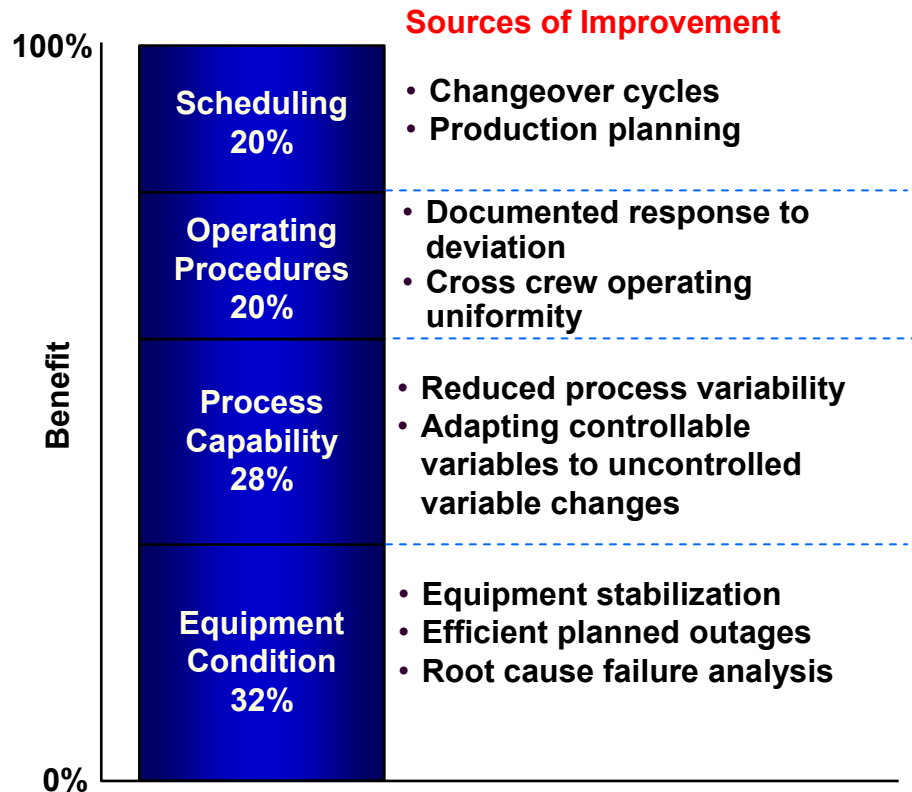 Sources of Improvement
100%
Scheduling
20%
• Changeover cycles
• Production planning
Operating
Procedures
20%
• Documented response to
deviation
• Cross crew operating
uniformity
Benefit
Process
Capability
28%
• Reduced process variability
• Adapting controllable
variables to uncontrolled
variable changes
Equipment
Condition
32%
• Equipment stabilization
• Efficient planned outages
• Root cause failure analysis
0%